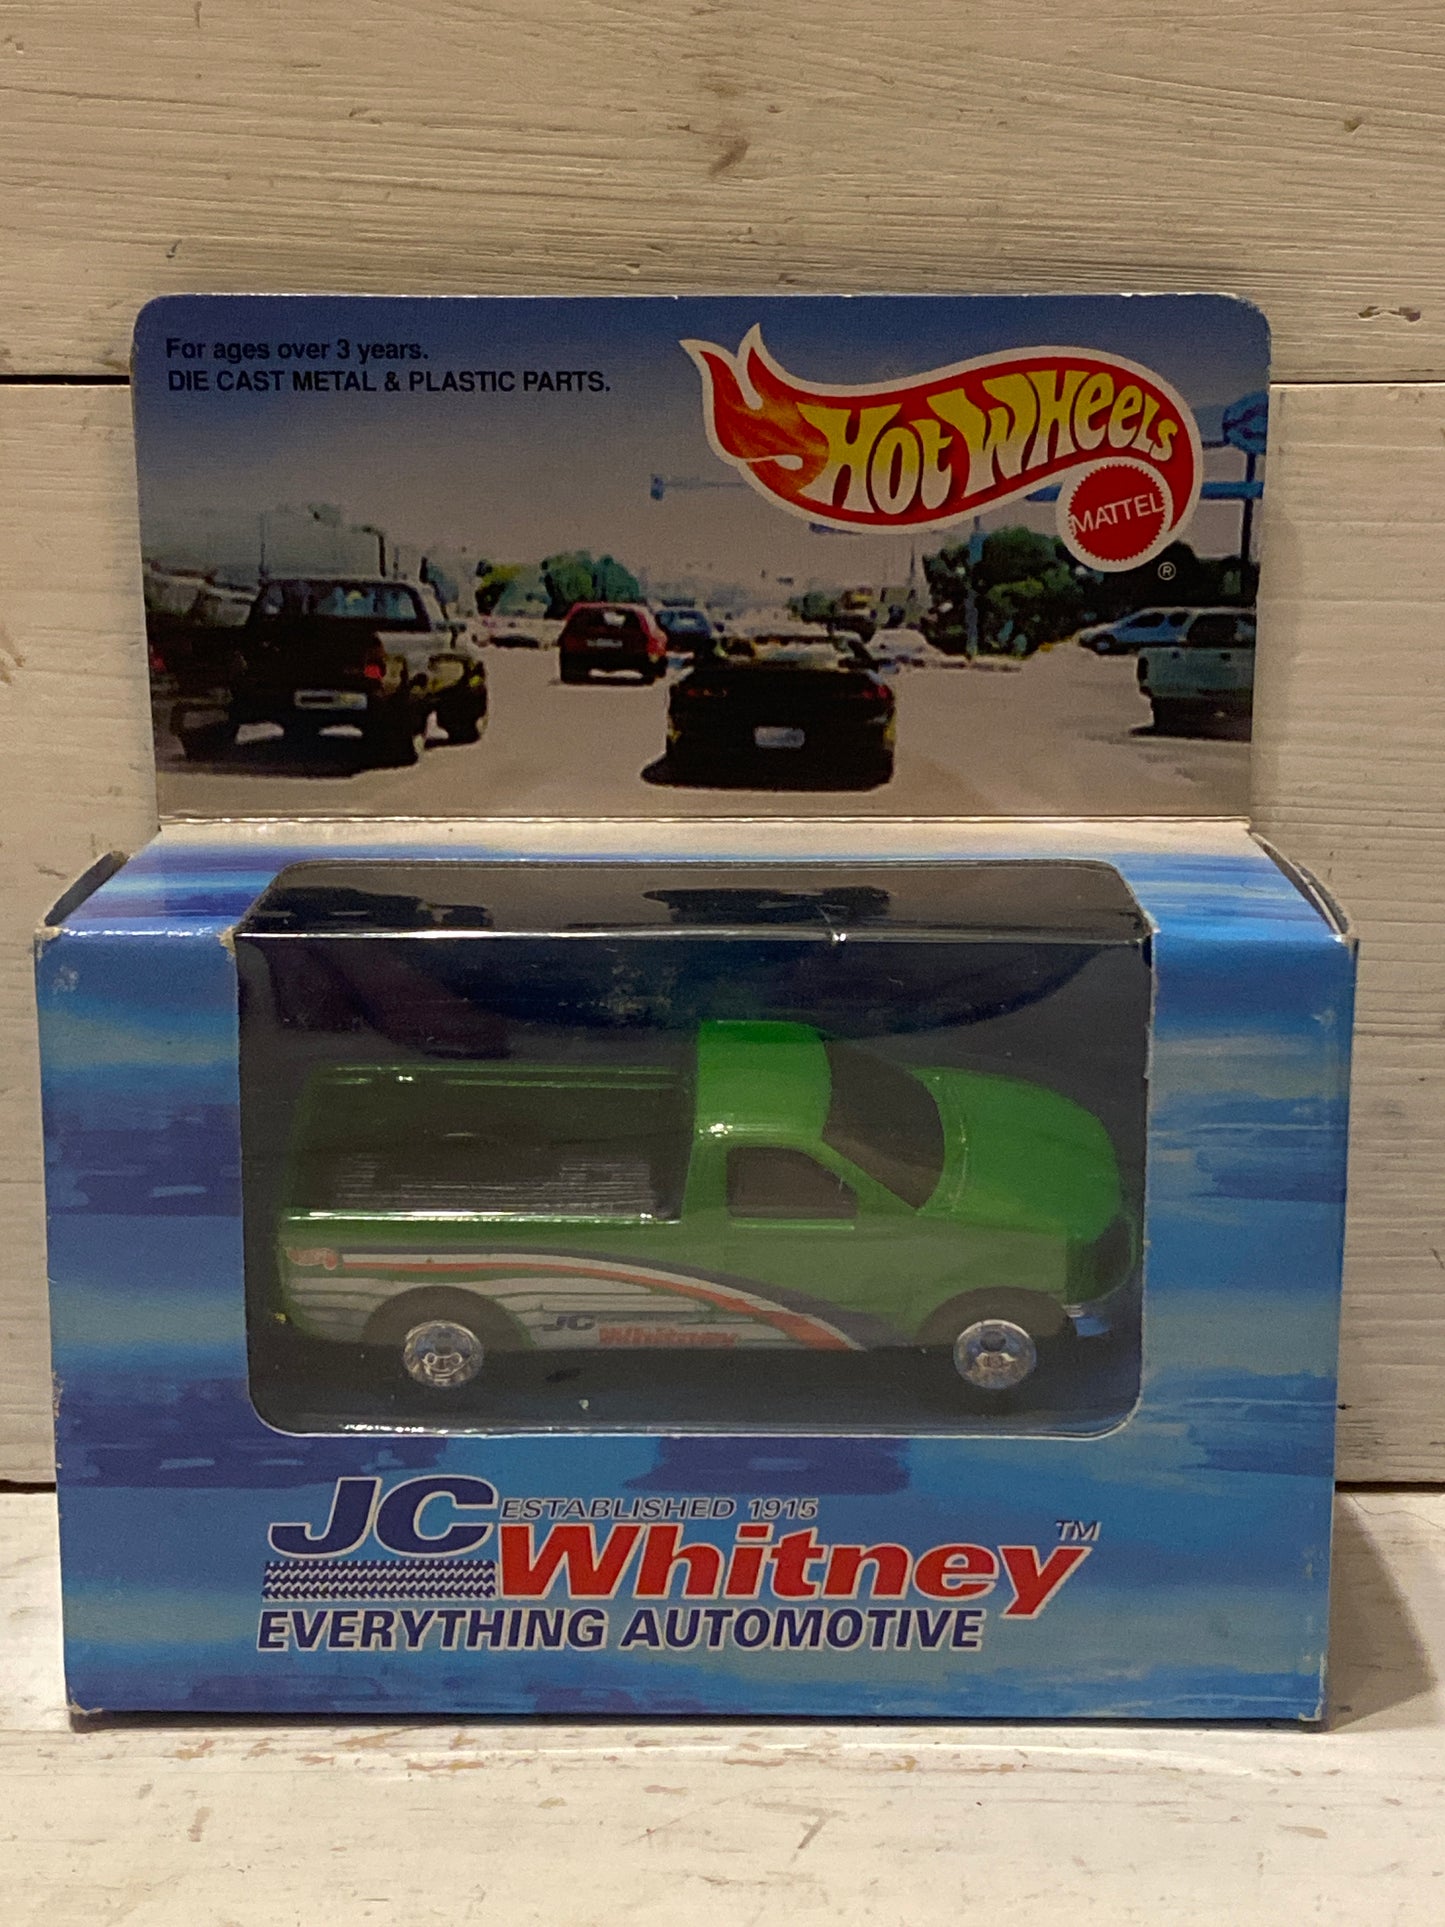 For ages over 3 years.
DIE CAST METAL & PLASTIC PARTS.
Hot Wheels
MATTEL
®
JC
Whitney
JC ESTABLISHED 1915
Whitney™
EVERYTHING AUTOMOTIVE